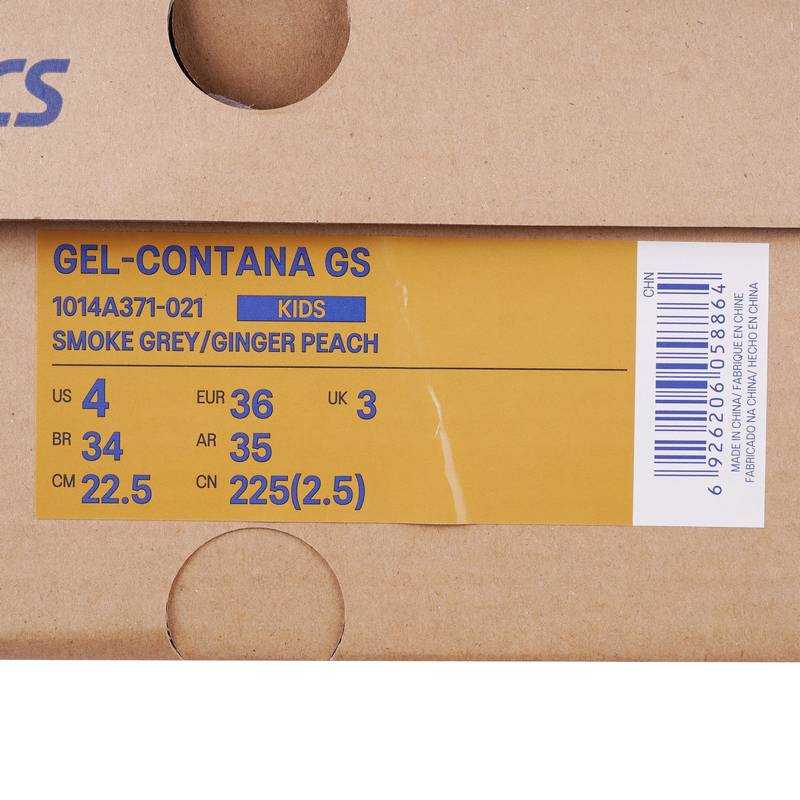 CS
GEL-CONTANA GS
1014A371-021 KIDS
SMOKE GREY/GINGER PEACH
US 4 EUR 36 UK 3
BR 34 AR 35
CM 22.5 CN 225(2.5)
CHN
6 926206 058864
MADE IN CHINA/ FABRIQUE EN CHINE
FABRICADO NA CHINA/ HECHO EN CHINA